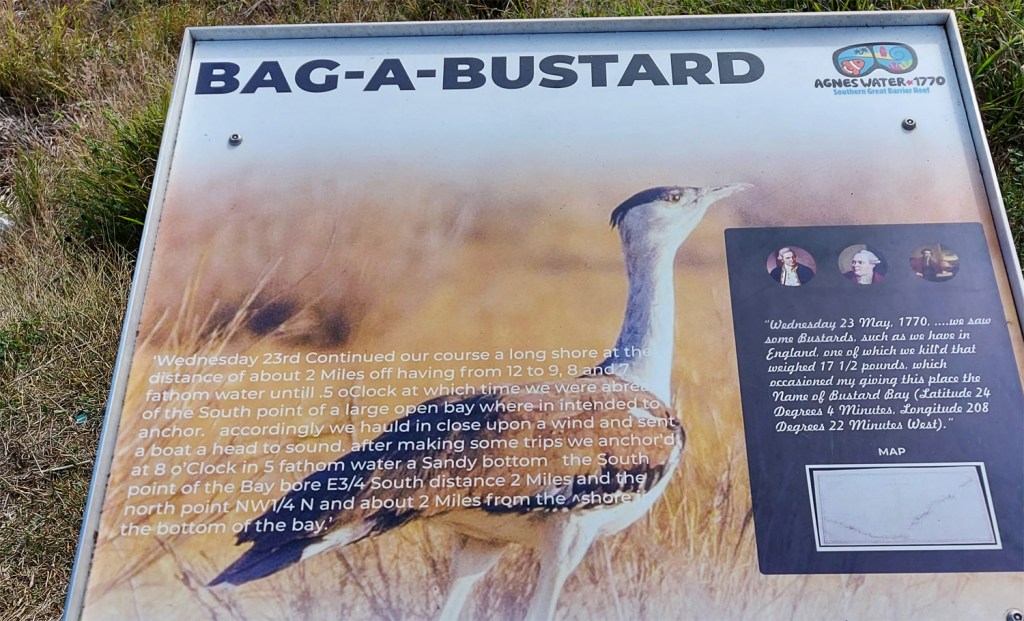 BAG-A-BUSTARD
AGNES WATER 1770
Southern Great Barrier Reef
'Wednesday 23rd Continued our course a long shore at the
distance of about 2 Miles off having from 12 to 9, 8 and 7
fathom water untill .5 oClock at which time we were abre
of the South point of a large open bay where in intended to
anchor. accordingly we hauld in close upon a wind and sent
a boat a head to sound, after making some trips we anchor'd
at 8 o'Clock in 5 fathom water a Sandy bottom the South
point of the Bay bore E3/4 South distance 2 Miles and the
north point NW1/4 N and about 2 Miles from the ^shore i
the bottom of the bay.'
"Wednesday 23 May, 1770, ....we saw
some Bustards, such as we have in
England, one of which we kill'd that
weighed 17 1/2 pounds, which
occasioned my giving this place the
Name of Bustard Bay (Latitude 24
Degrees 4 Minutes, Longitude 208
Degrees 22 Minutes West)."
MAP